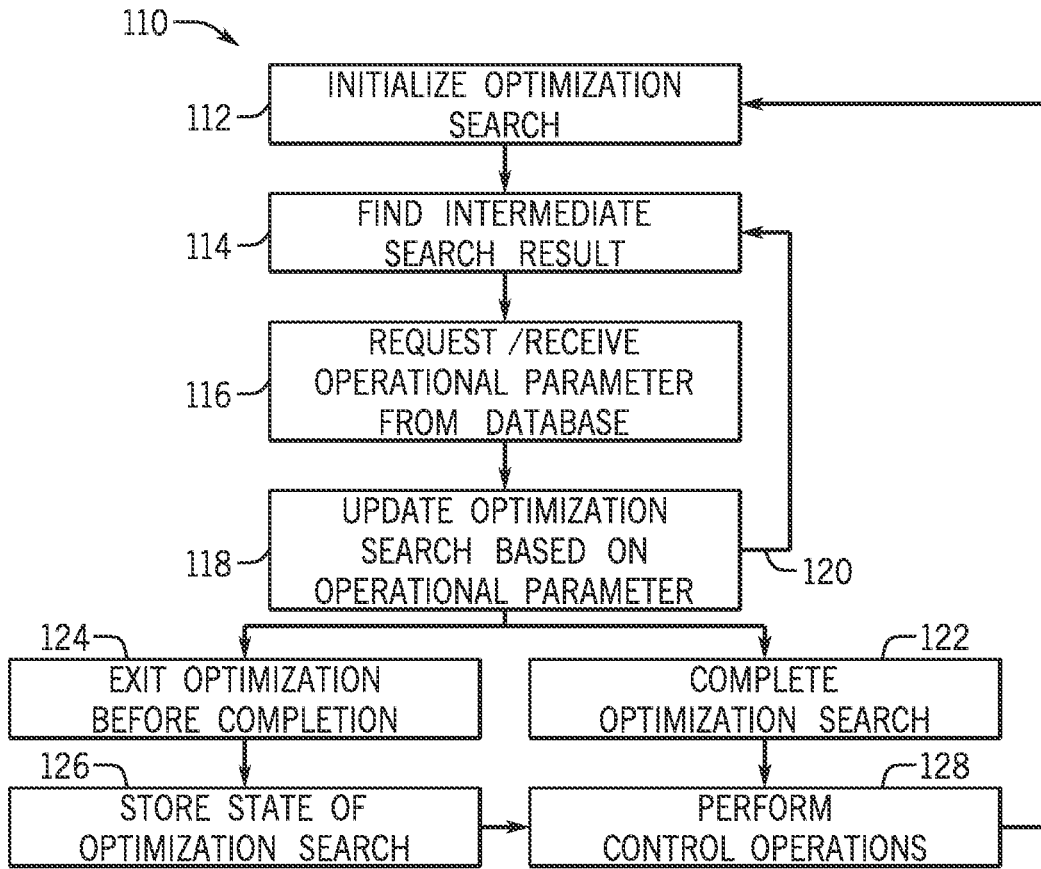 110
INITIALIZE OPTIMIZATION
SEARCH
112
FIND INTERMEDIATE
SEARCH RESULT
114
REQUEST/RECEIVE
OPERATIONAL PARAMETER
FROM DATABASE
116
UPDATE OPTIMIZATION
SEARCH BASED ON
OPERATIONAL PARAMETER
118
120
124
EXIT OPTIMIZATION
BEFORE COMPLETION
122
COMPLETE
OPTIMIZATION SEARCH
126
STORE STATE OF
OPTIMIZATION SEARCH
128
PERFORM
CONTROL OPERATIONS